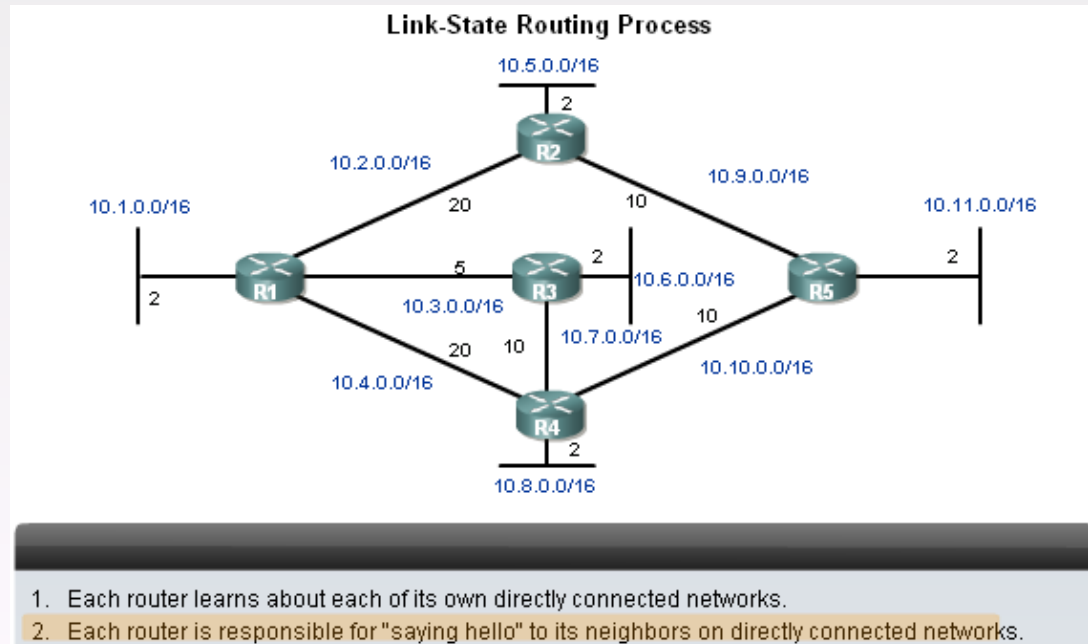 Link-State Routing Process
10.5.0.0/16
2
R2
10.2.0.0/16
10.9.0.0/16
20
10
10.1.0.0/16
10.11.0.0/16
2
R1
5
R3
2
10.6.0.0/16
R5
2
10.3.0.0/16
10.7.0.0/16
10
20
10
10.4.0.0/16
10.10.0.0/16
R4
2
10.8.0.0/16
1. Each router learns about each of its own directly connected networks.
2. Each router is responsible for "saying hello" to its neighbors on directly connected networks.